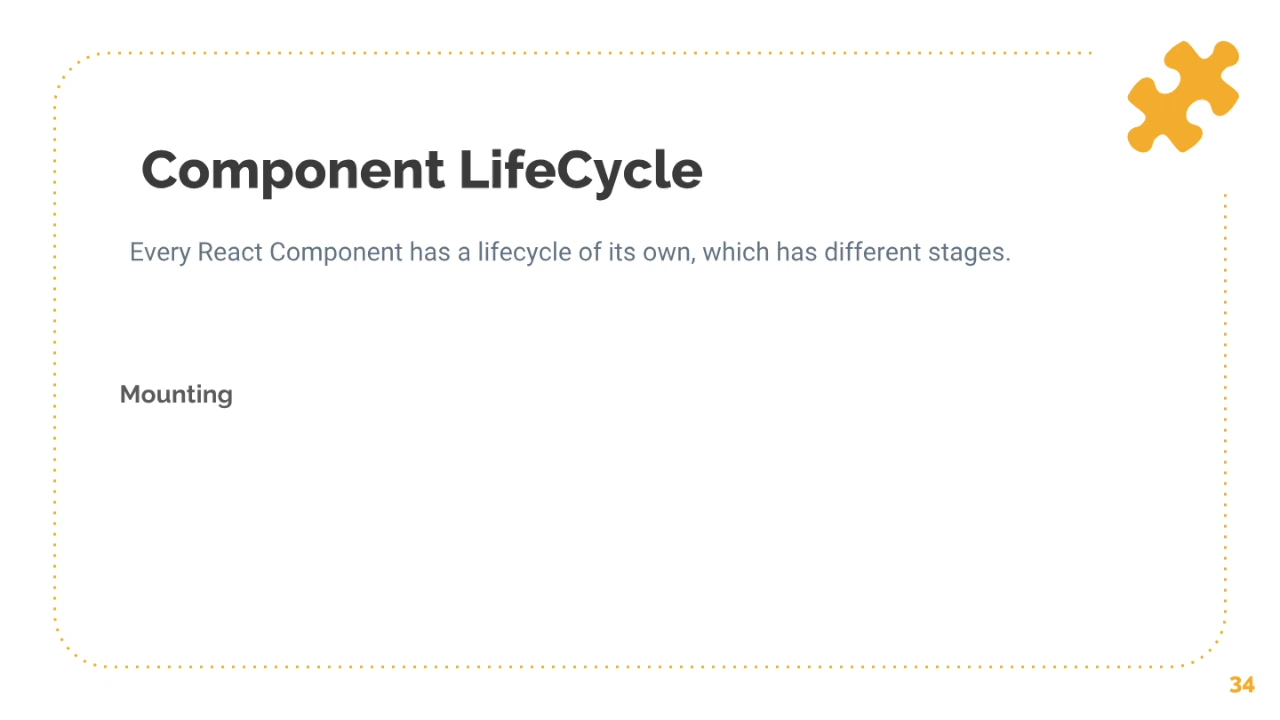 Component LifeCycle
Every React Component has a lifecycle of its own, which has different stages.
Mounting
34